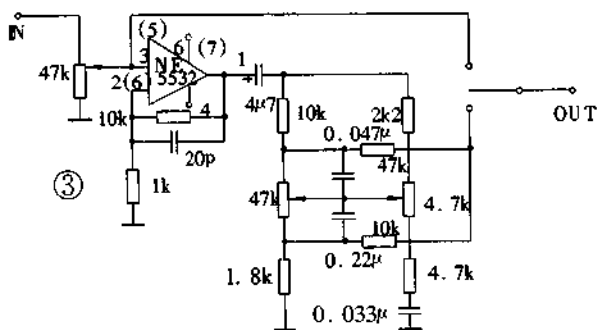 IN
47k
(5)
3
2(6
NE
5532
6
(7)
1
+
4μ7
10k
4
20p
1k
③
10k
2k2
0.047μ
47k
47k
4.7k
10k
0.22μ
1.8k
4.7k
0.033μ
OUT